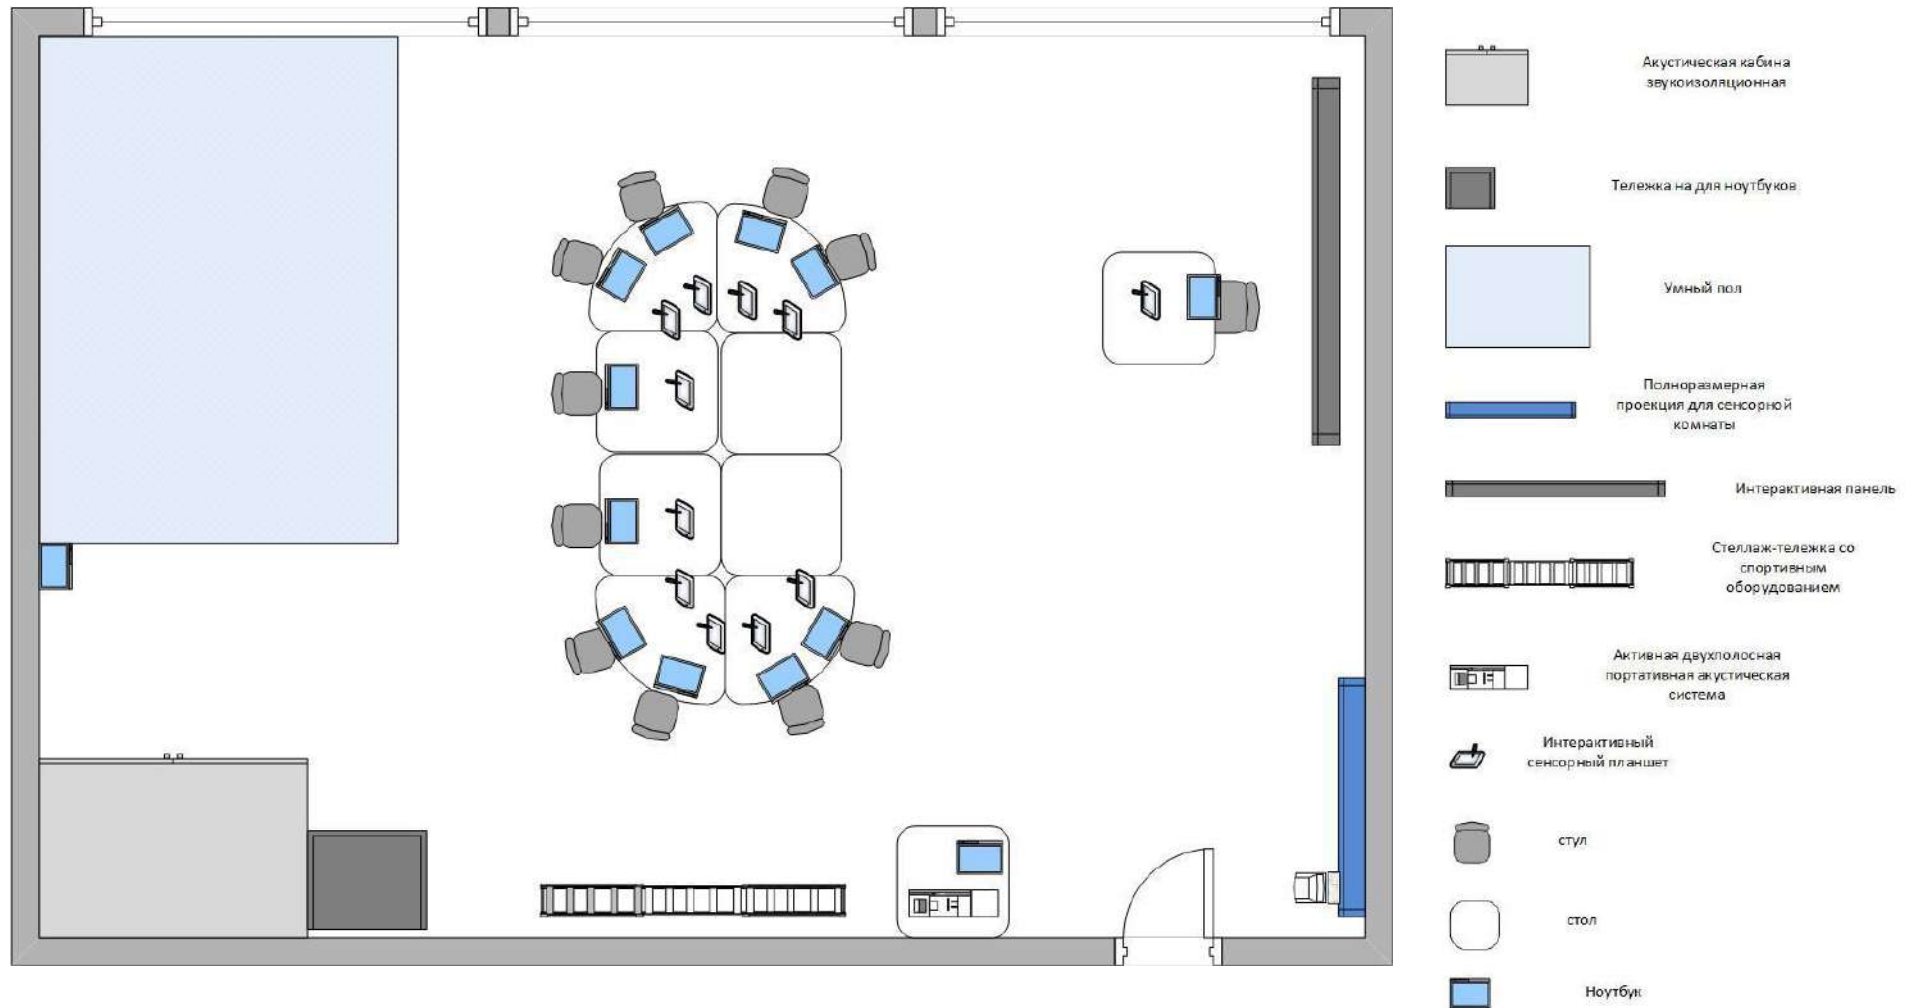 Акустическая кабина
звукоизоляционная
Тележка на для ноутбуков
Умный пол
Полноразмерная
проекция для сенсорной
комнаты
Интерактивная панель
Стеллаж-тележка со
спортивным
оборудованием
Активная двухполосная
портативная акустическая
система
Интерактивный
сенсорный планшет
стул
стол
Ноутбук